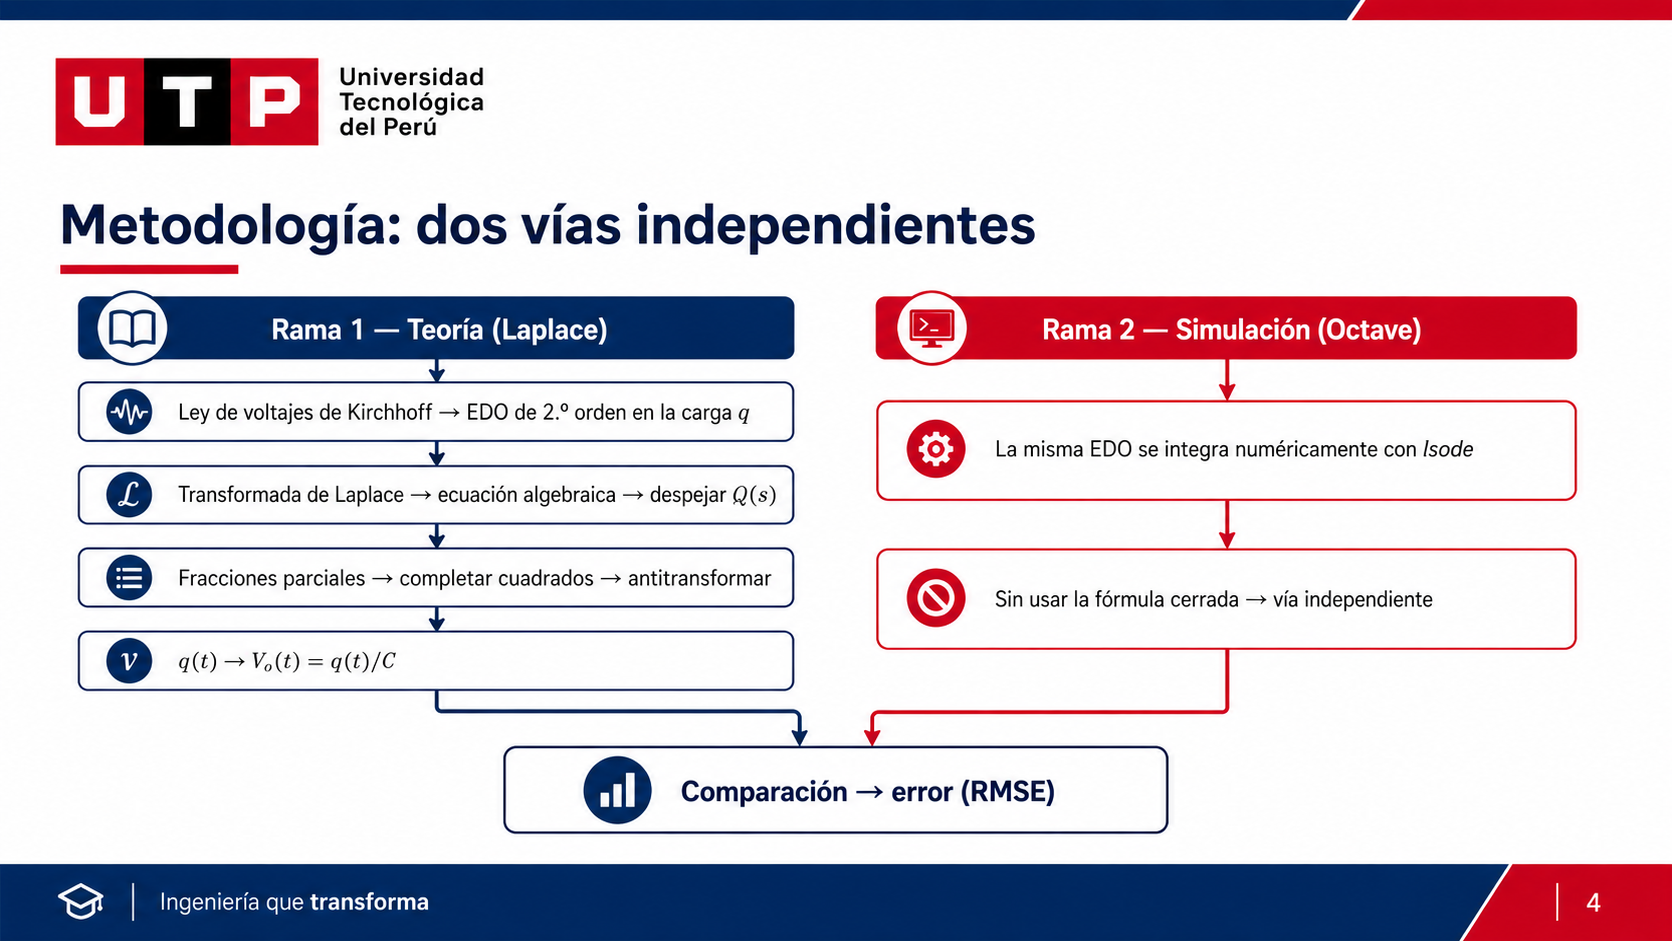 UTP
Universidad
Tecnológica
del Perú
Metodología: dos vías independientes
Rama 1 — Teoría (Laplace)
Ley de voltajes de Kirchhoff → EDO de 2.º orden en la carga q
ℒ
Transformada de Laplace → ecuación algebraica → despejar Q(s)
Fracciones parciales → completar cuadrados → antitransformar
v
q(t) → Vₒ(t) = q(t)/C
Rama 2 — Simulación (Octave)
La misma EDO se integra numéricamente con lsode
Sin usar la fórmula cerrada → vía independiente
Comparación → error (RMSE)
Ingeniería que transforma
4